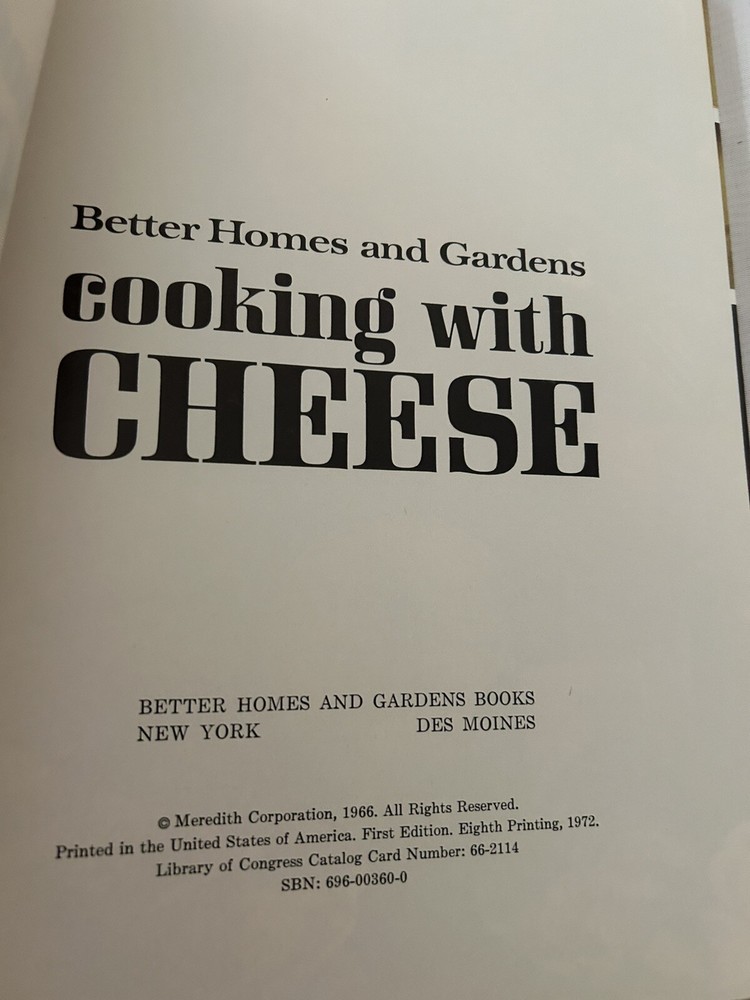 Better Homes and Gardens
cooking with
CHEESE
BETTER HOMES AND GARDENS BOOKS
NEW YORK DES MOINES
© Meredith Corporation, 1966. All Rights Reserved.
Printed in the United States of America. First Edition. Eighth Printing, 1972.
Library of Congress Catalog Card Number: 66-2114
SBN: 696-00360-0